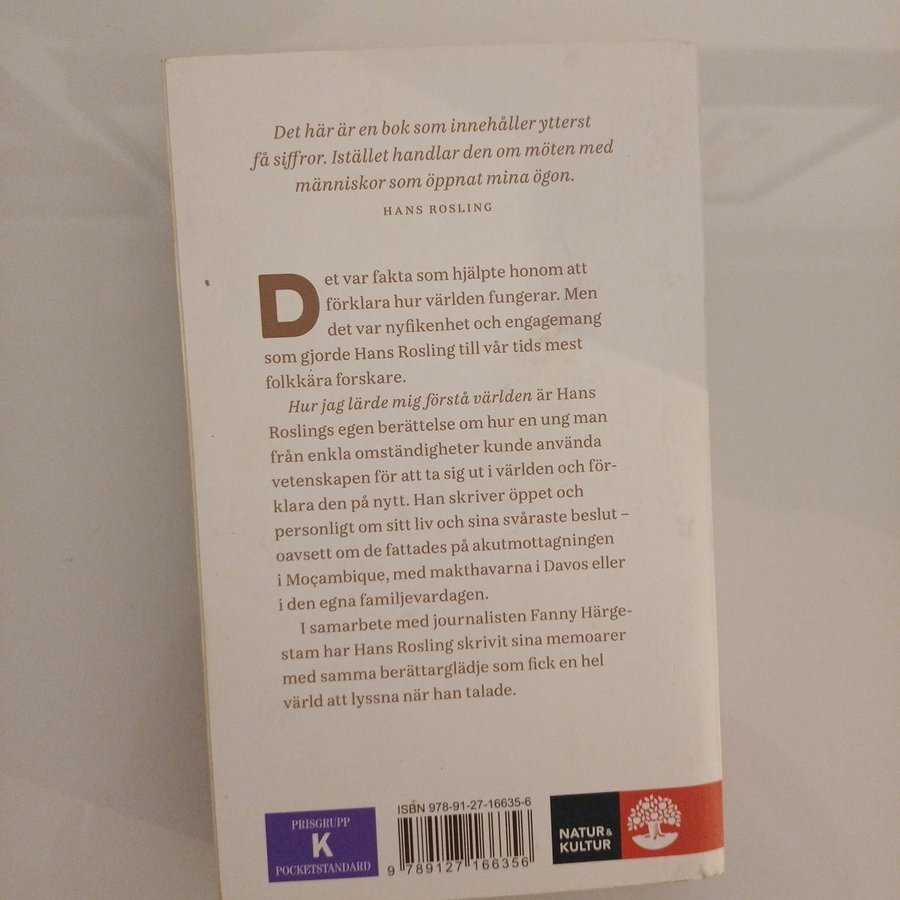 Det här är en bok som innehåller ytterst
få siffror. Istället handlar den om möten med
människor som öppnat mina ögon.
HANS ROSLING
Det var fakta som hjälpte honom att
förklara hur världen fungerar. Men
det var nyfikenhet och engagemang
som gjorde Hans Rosling till vår tids mest
folkkära forskare.
Hur jag lärde mig förstå världen är Hans
Roslings egen berättelse om hur en ung man
från enkla omständigheter kunde använda
vetenskapen för att ta sig ut i världen och för-
klara den på nytt. Han skriver öppet och
personligt om sitt liv och sina svåraste beslut –
oavsett om de fattades på akutmottagningen
i Moçambique, med makthavarna i Davos eller
i den egna familjevardagen.
I samarbete med journalisten Fanny Härge-
stam har Hans Rosling skrivit sina memoarer
med samma berättarglädje som fick en hel
värld att lyssna när han talade.
PRISGRUPP
K
POCKETSTANDARD
ISBN 978-91-27-16635-6
9 789127 166356
NATUR &
KULTUR